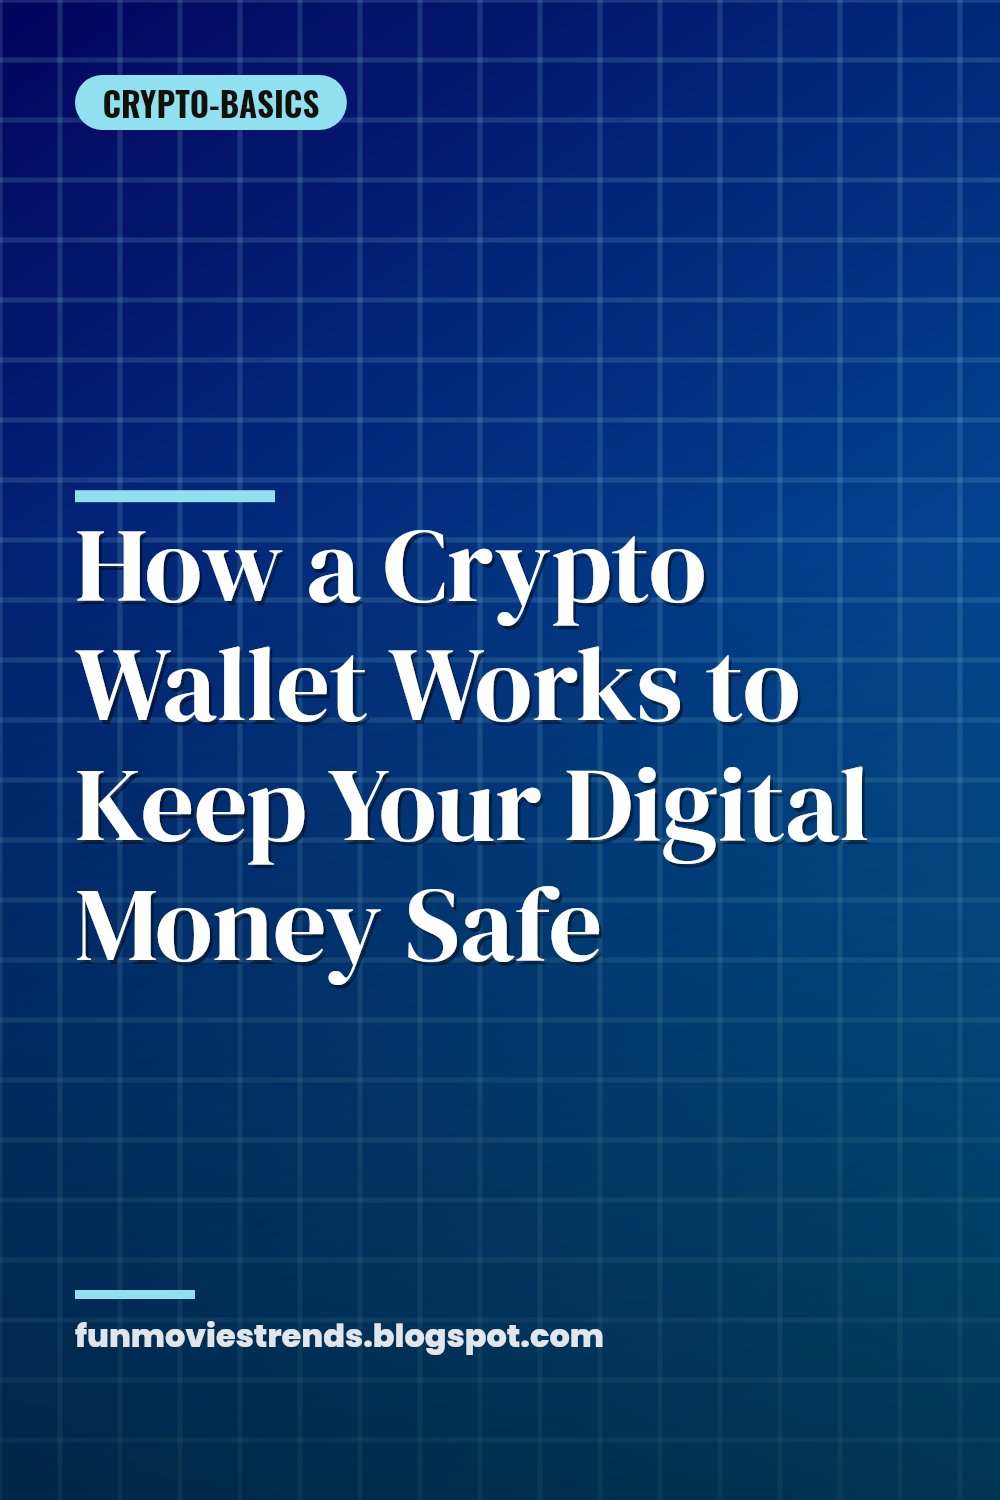 CRYPTO-BASICS
How a Crypto
Wallet Works to
Keep Your Digital
Money Safe
funmoviestrends.blogspot.com